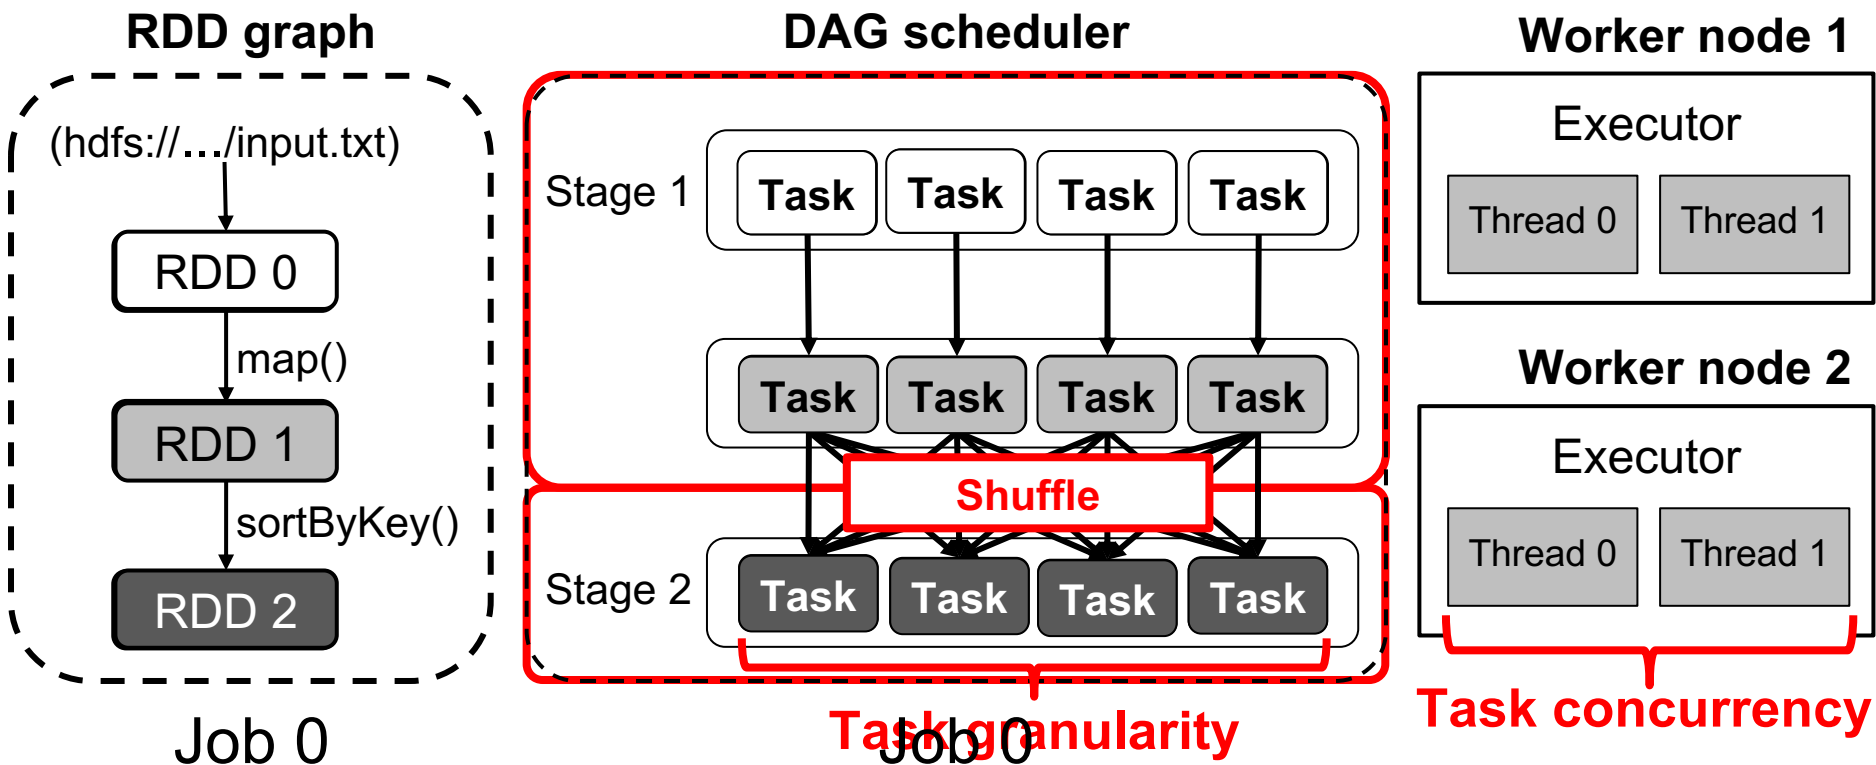 RDD graph
(hdfs://.../input.txt)
RDD 0
map()
RDD 1
sortByKey()
RDD 2
Job 0
DAG scheduler
Stage 1
Task Task Task Task
Task Task Task Task
Shuffle
Stage 2
Task Task Task Task
Task granularity
Job 0
Worker node 1
Executor
Thread 0 Thread 1
Worker node 2
Executor
Thread 0 Thread 1
Task concurrency